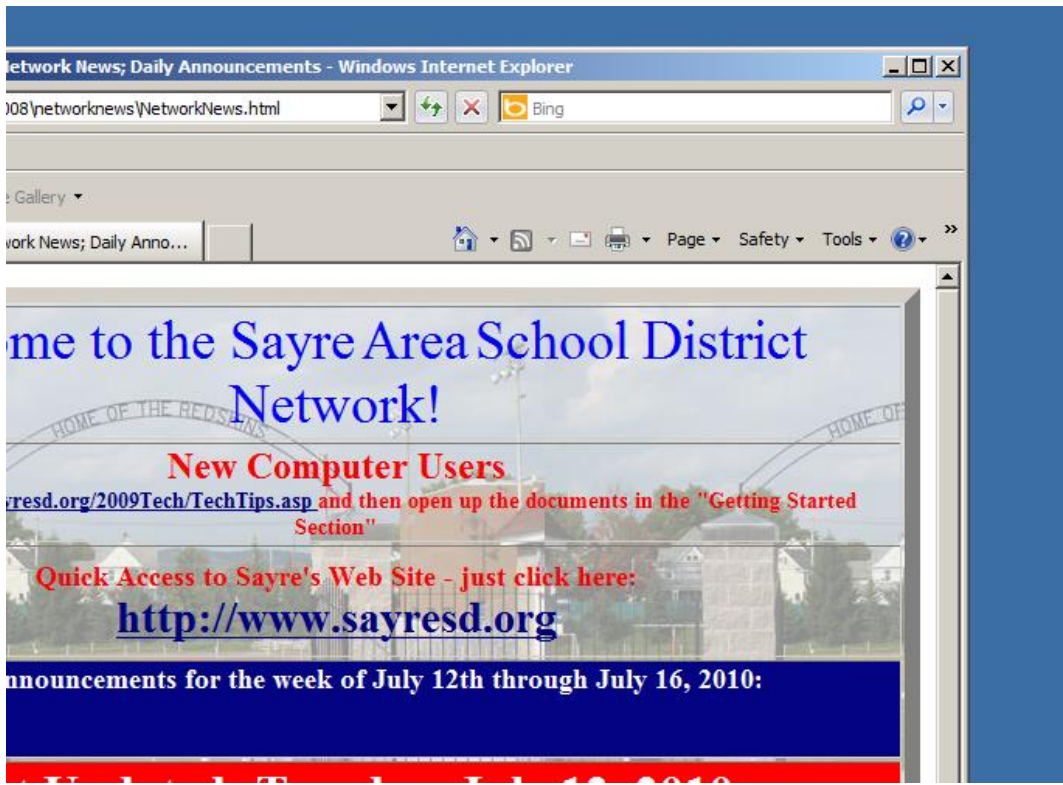 Network News; Daily Announcements - Windows Internet Explorer
008\networknews\NetworkNews.html
Bing
Gallery
work News; Daily Anno...
Page
Safety
Tools
»
me to the Sayre Area School District
Network!
HOME OF THE REDSKINS
HOME OF
New Computer Users
yresd.org/2009Tech/TechTips.asp and then open up the documents in the "Getting Started
Section"
Quick Access to Sayre's Web Site - just click here:
http://www.sayresd.org
nnouncements for the week of July 12th through July 16, 2010: